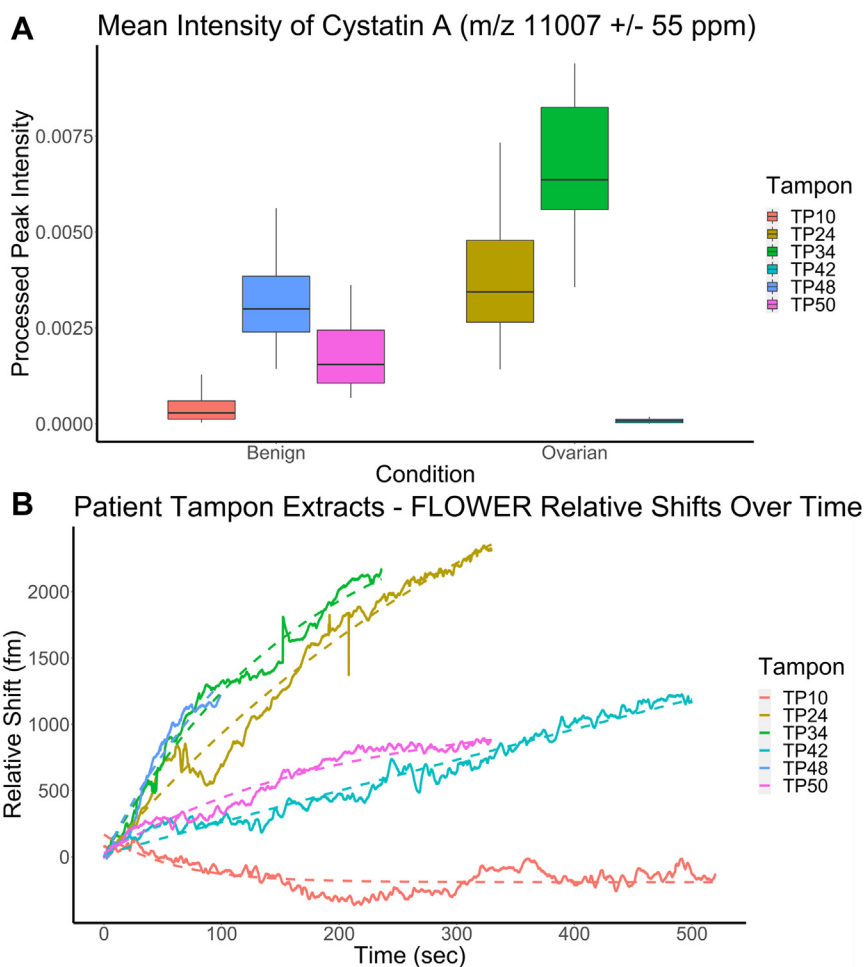 A
Mean Intensity of Cystatin A (m/z 11007 +/- 55 ppm)
Processed Peak Intensity
0.0075
0.0050
0.0025
0.0000
Benign
Ovarian
Condition
Tampon
TP10
TP24
TP34
TP42
TP48
TP50
B
Patient Tampon Extracts - FLOWER Relative Shifts Over Time
Relative Shift (fm)
2000
1500
1000
500
0
0
100
200
300
400
500
Time (sec)
Tampon
TP10
TP24
TP34
TP42
TP48
TP50